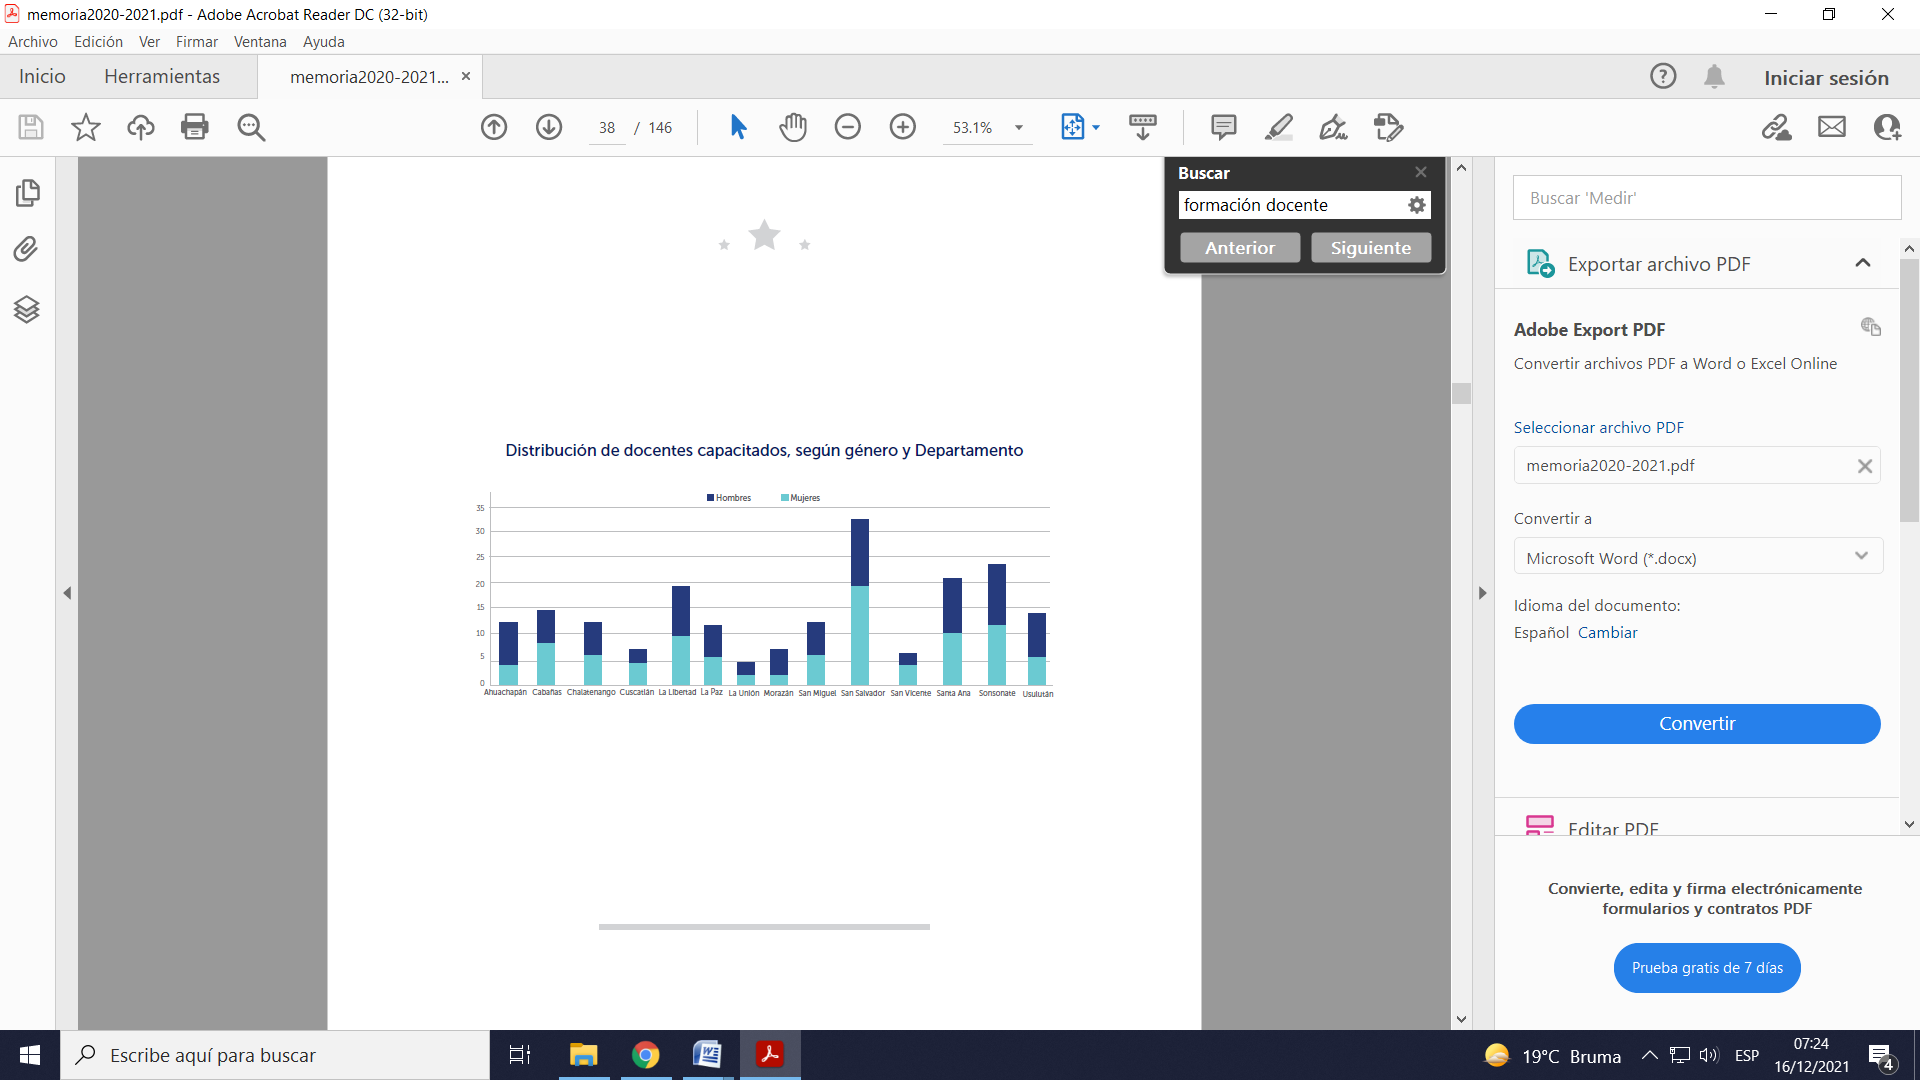 memoria2020-2021.pdf - Adobe Acrobat Reader DC (32-bit)
Archivo Edición Ver Firmar Ventana Ayuda
Inicio Herramientas memoria2020-2021... Iniciar sesión
38 / 146 53.1%
Buscar
formación docente
Anterior Siguiente
Buscar 'Medir'
Exportar archivo PDF
Adobe Export PDF
Convertir archivos PDF a Word o Excel Online
Seleccionar archivo PDF
memoria2020-2021.pdf
Convertir a
Microsoft Word (*.docx)
Idioma del documento:
Español Cambiar
Convertir
Editar PDF
Convierte, edita y firma electrónicamente
formularios y contratos PDF
Prueba gratis de 7 días
Distribución de docentes capacitados, según género y Departamento
Hombres Mujeres
35
30
25
20
15
10
5
0
Ahuachapán Cabañas Chalatenango Cuscatlán La Libertad La Paz La Unión Morazán San Miguel San Salvador San Vicente Santa Ana Sonsonate Usulután
Escribe aquí para buscar
19°C Bruma ESP
07:24
16/12/2021
4